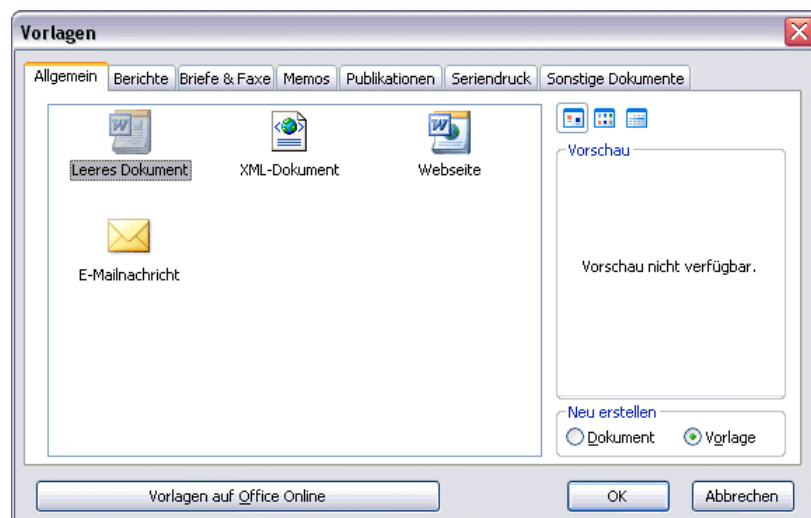 Vorlagen
Allgemein Berichte Briefe & Faxe Memos Publikationen Seriendruck Sonstige Dokumente
Leeres Dokument XML-Dokument Webseite
E-Mailnachricht
Vorschau
Vorschau nicht verfügbar.
Neu erstellen
Dokument Vorlage
Vorlagen auf Office Online OK Abbrechen